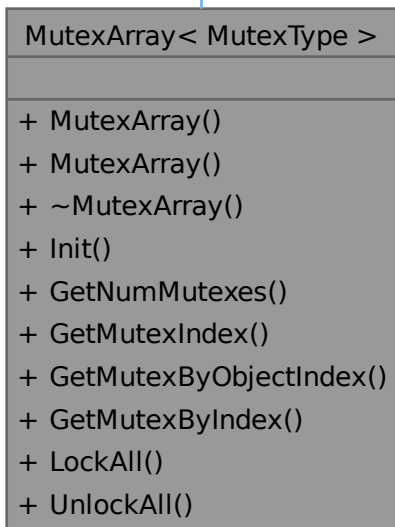 MutexArray< MutexType >
+ MutexArray()
+ MutexArray()
+ ~MutexArray()
+ Init()
+ GetNumMutexes()
+ GetMutexIndex()
+ GetMutexByObjectIndex()
+ GetMutexByIndex()
+ LockAll()
+ UnlockAll()